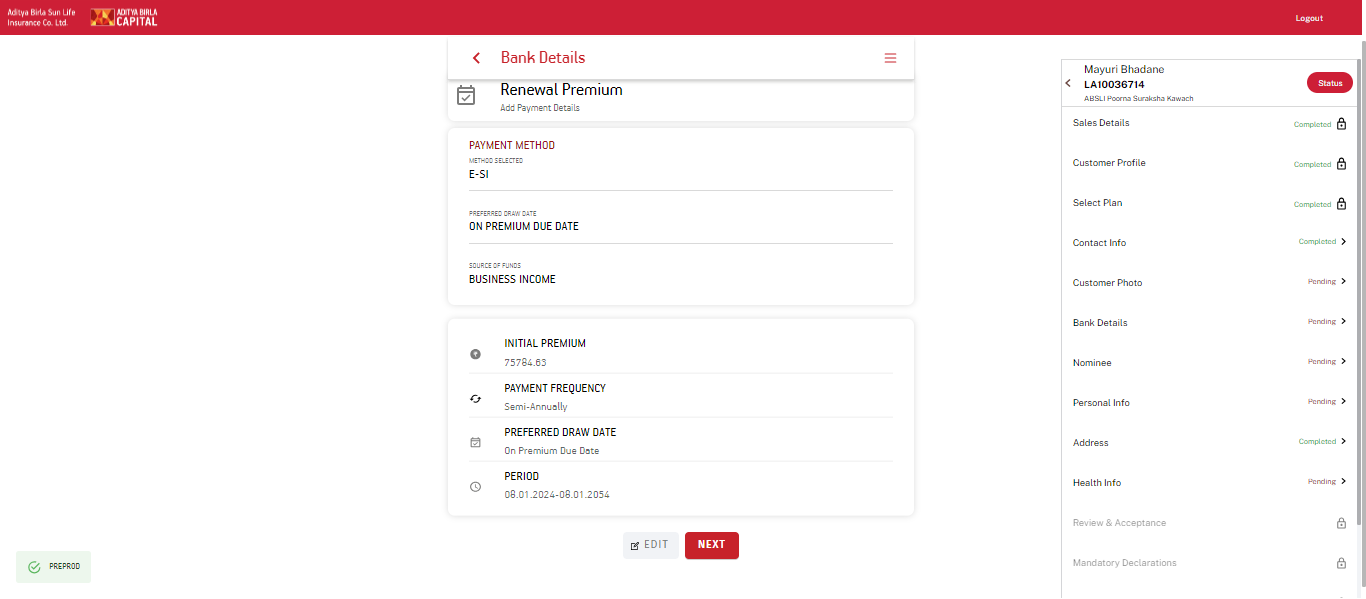 Aditya Birla Sun Life
Insurance Co. Ltd.
ADITYA BIRLA
CAPITAL
Logout
Bank Details
Renewal Premium
Add Payment Details
PAYMENT METHOD
METHOD SELECTED
E-SI
PREFERRED DRAW DATE
ON PREMIUM DUE DATE
SOURCE OF FUNDS
BUSINESS INCOME
INITIAL PREMIUM
75784.63
PAYMENT FREQUENCY
Semi-Annually
PREFERRED DRAW DATE
On Premium Due Date
PERIOD
08.01.2024-08.01.2054
EDIT
NEXT
PREPROD
Mayuri Bhadane
LA10036714
ABSLI Poorna Suraksha Kawach
Status
Sales Details Completed
Customer Profile Completed
Select Plan Completed
Contact Info Completed
Customer Photo Pending
Bank Details Pending
Nominee Pending
Personal Info Pending
Address Completed
Health Info Pending
Review & Acceptance
Mandatory Declarations